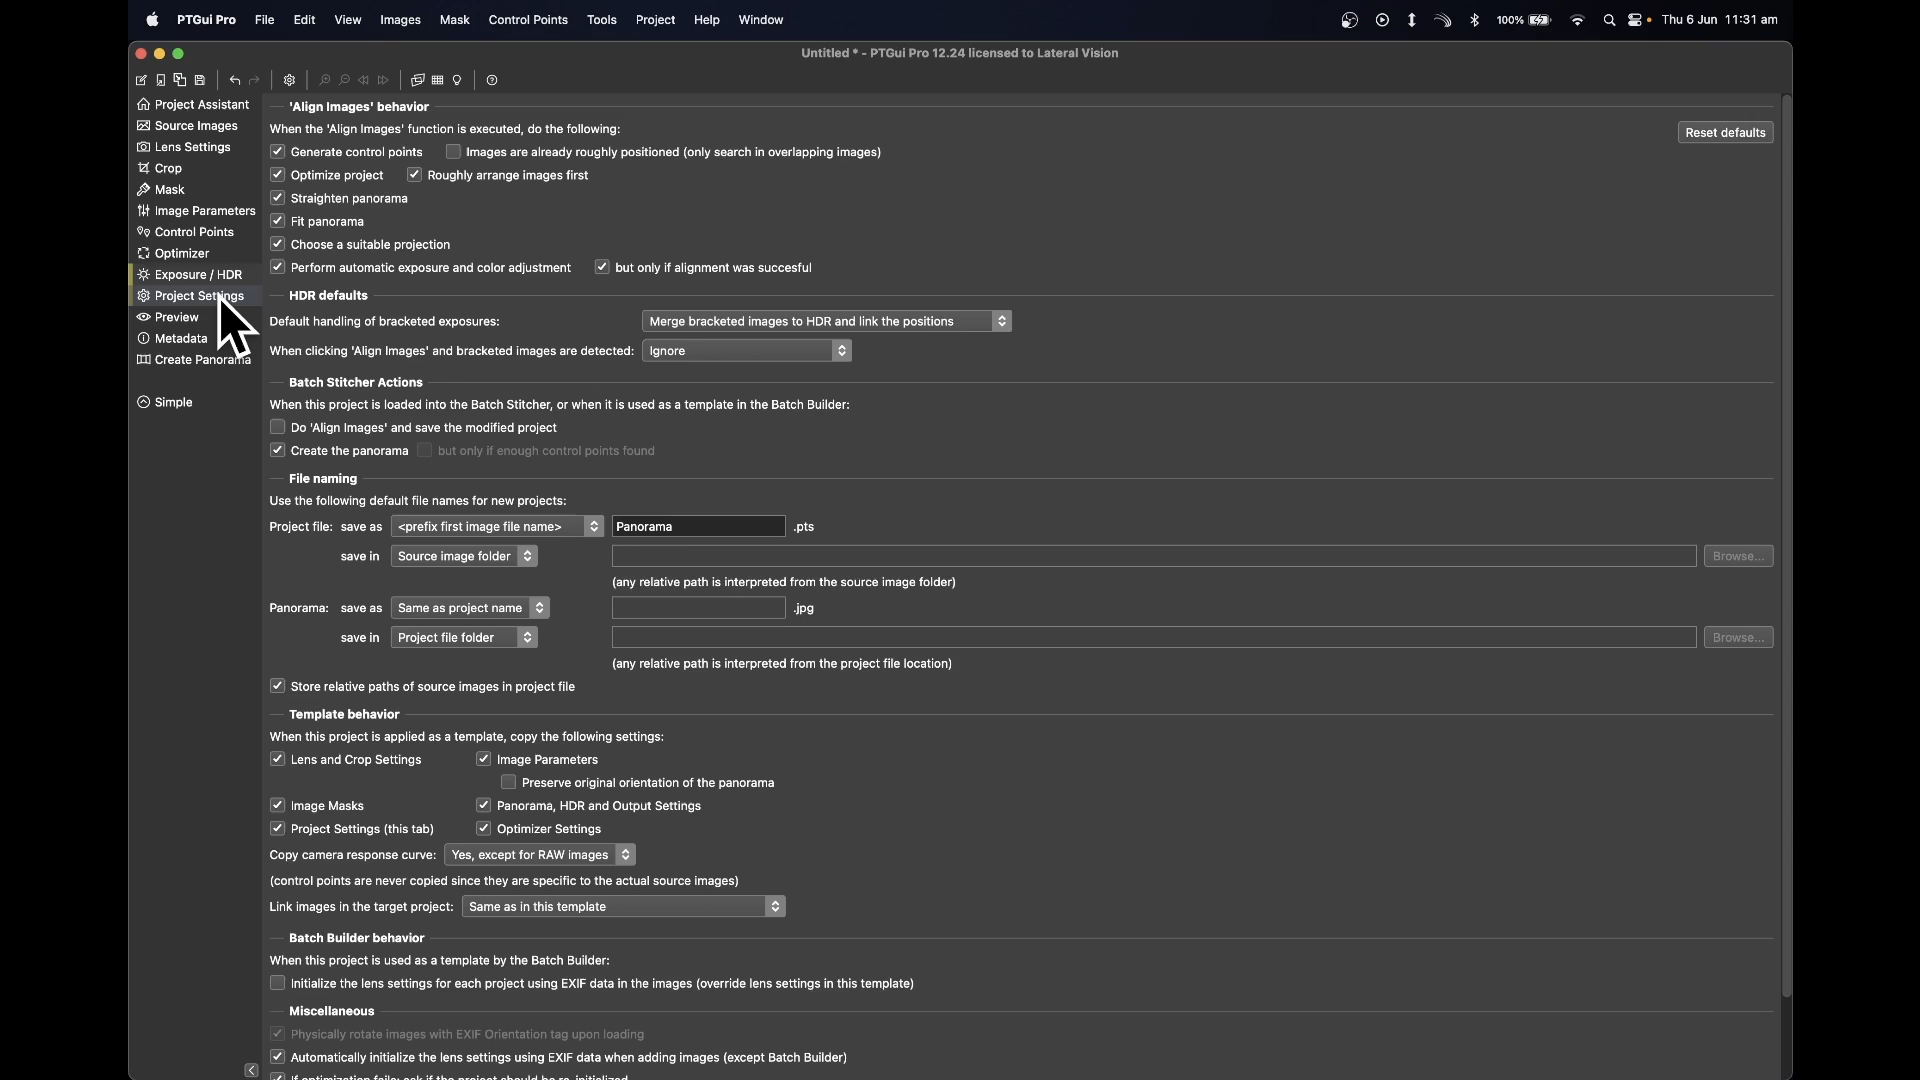 PTGui Pro File Edit View Images Mask Control Points Tools Project Help Window 100% Thu 6 Jun 11:31 am
Untitled * - PTGui Pro 12.24 licensed to Lateral Vision
Project Assistant
Source Images
Lens Settings
Crop
Mask
Image Parameters
Control Points
Optimizer
Exposure / HDR
Project Settings
Preview
Metadata
Create Panorama
Simple
'Align Images' behavior
When the 'Align Images' function is executed, do the following:
Reset defaults
Generate control points Images are already roughly positioned (only search in overlapping images)
Optimize project Roughly arrange images first
Straighten panorama
Fit panorama
Choose a suitable projection
Perform automatic exposure and color adjustment but only if alignment was succesful
HDR defaults
Default handling of bracketed exposures: Merge bracketed images to HDR and link the positions
When clicking 'Align Images' and bracketed images are detected: Ignore
Batch Stitcher Actions
When this project is loaded into the Batch Stitcher, or when it is used as a template in the Batch Builder:
Do 'Align Images' and save the modified project
Create the panorama but only if enough control points found
File naming
Use the following default file names for new projects:
Project file: save as <prefix first image file name> Panorama .pts
save in Source image folder Browse...
(any relative path is interpreted from the source image folder)
Panorama: save as Same as project name .jpg
save in Project file folder Browse...
(any relative path is interpreted from the project file location)
Store relative paths of source images in project file
Template behavior
When this project is applied as a template, copy the following settings:
Lens and Crop Settings Image Parameters
Preserve original orientation of the panorama
Image Masks Panorama, HDR and Output Settings
Project Settings (this tab) Optimizer Settings
Copy camera response curve: Yes, except for RAW images
(control points are never copied since they are specific to the actual source images)
Link images in the target project: Same as in this template
Batch Builder behavior
When this project is used as a template by the Batch Builder:
Initialize the lens settings for each project using EXIF data in the images (override lens settings in this template)
Miscellaneous
Physically rotate images with EXIF Orientation tag upon loading
Automatically initialize the lens settings using EXIF data when adding images (except Batch Builder)
If optimization fails: ask if the project should be re-initialized